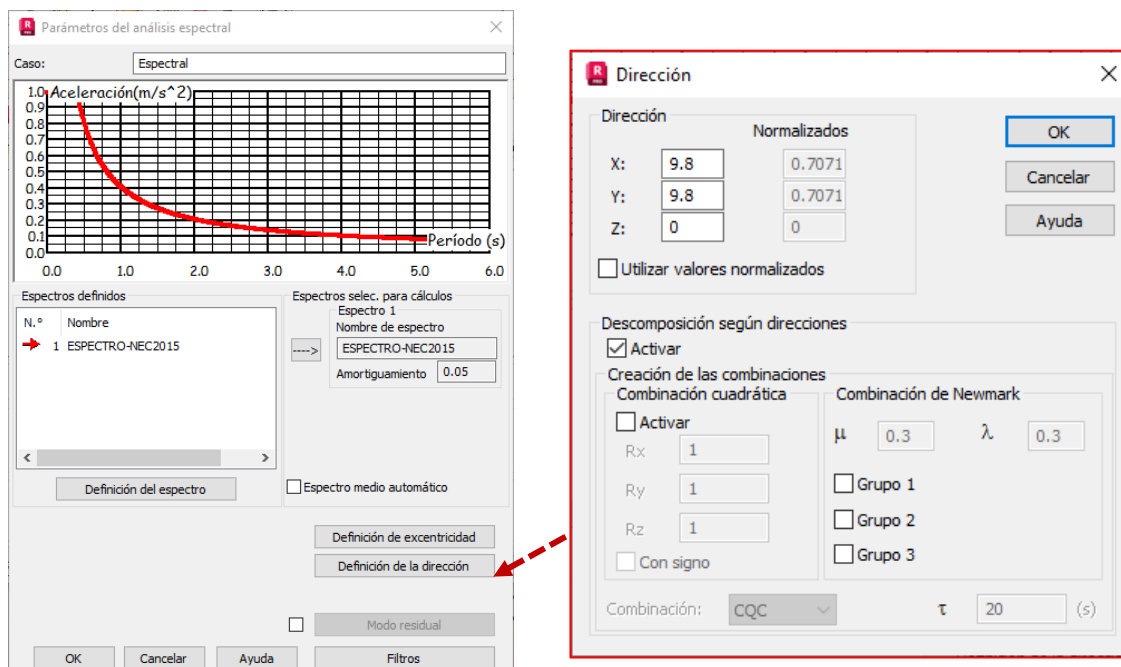 Parámetros del análisis espectral
Caso:
Espectral
Aceleración(m/s^2)
1.0
0.9
0.8
0.7
0.6
0.5
0.4
0.3
0.2
0.1
0.0
Período (s)
0.0 1.0 2.0 3.0 4.0 5.0 6.0
Espectros definidos
N.º Nombre
1 ESPECTRO-NEC2015
Definición del espectro
Espectros selec. para cálculos
Espectro 1
Nombre de espectro
---->
ESPECTRO-NEC2015
Amortiguamiento 0.05
Espectro medio automático
Definición de excentricidad
Definición de la dirección
Modo residual
OK Cancelar Ayuda Filtros
R
PRO
Dirección
Dirección
Normalizados
X: 9.8 0.7071
Y: 9.8 0.7071
Z: 0 0
Utilizar valores normalizados
OK
Cancelar
Ayuda
Descomposición según direcciones
Activar
Creación de las combinaciones
Combinación cuadrática
Activar
Rx 1
Ry 1
Rz 1
Con signo
Combinación de Newmark
μ 0.3 λ 0.3
Grupo 1
Grupo 2
Grupo 3
Combinación: CQC τ 20 (s)